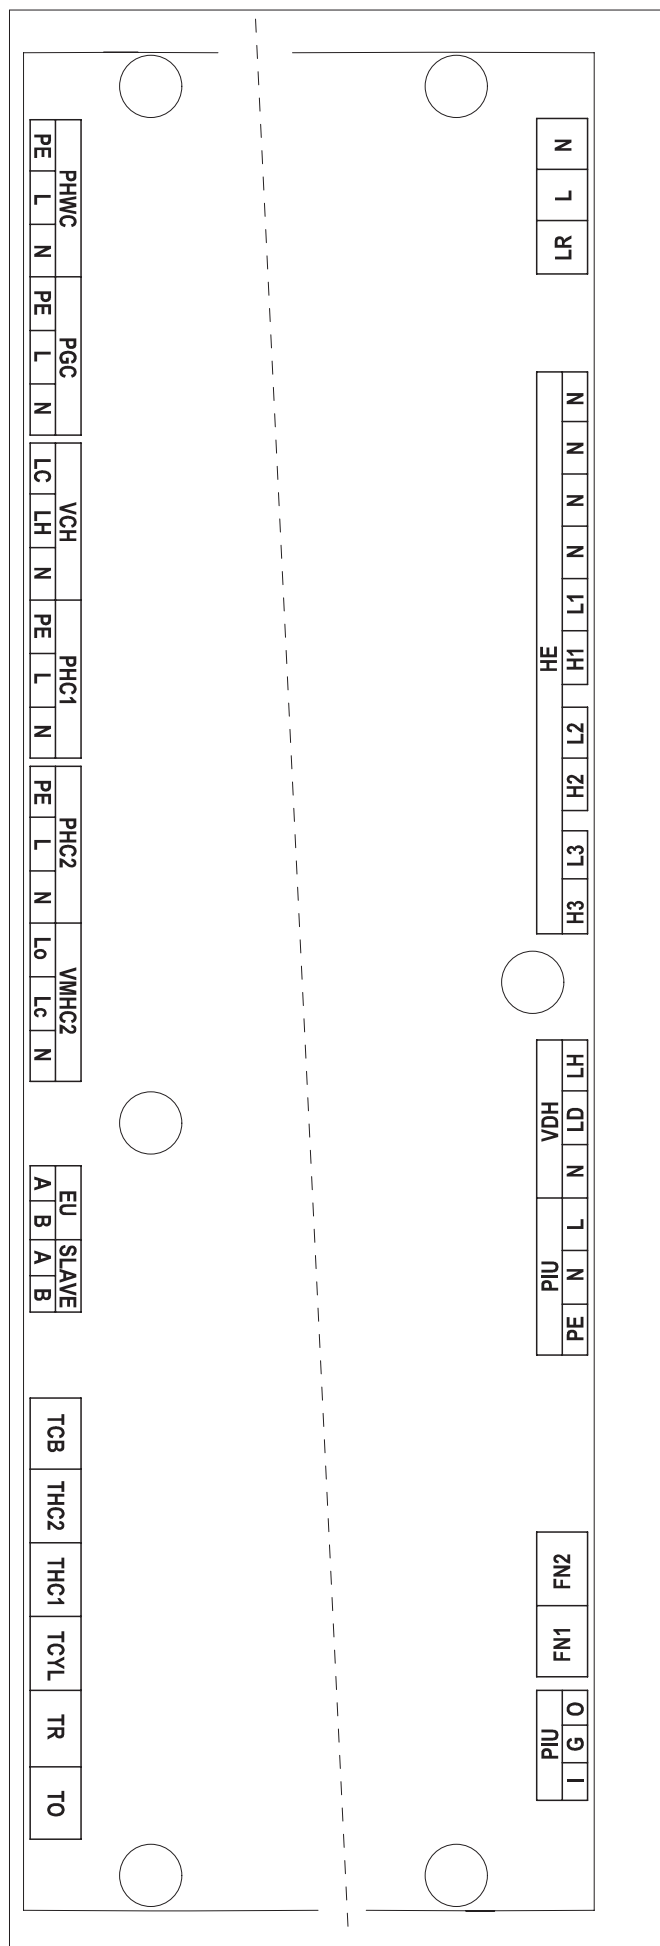 PHWC
PE L N
PGC
PE L N
VCH
LC LH N
PHC1
PE L N
PHC2
PE L N
VMHC2
Lo Lc N
EU
A B
SLAVE
A B
TCB
THC2
THC1
TCYL
TR
TO
N
L
LR
N N N N L1 H1 L2 H2 L3 H3
HE
LH LD N
VDH
L N PE
PIU
FN2
FN1
O G I
PIU